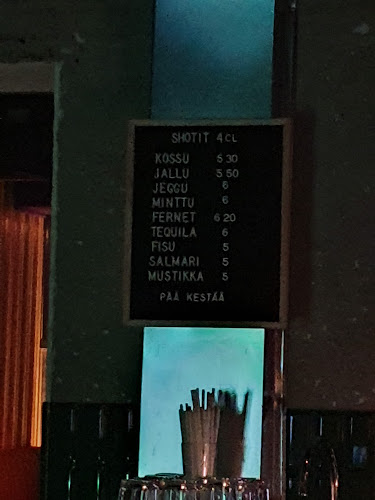 SHOTIT 4CL
KOSSU 5 30
JALLU 5 50
JEGGU 6
MINTTU 6
FERNET 6 20
TEQUILA 6
FISU 5
SALMARI 5
MUSTIKKA 5
PÄÄ KESTÄÄ